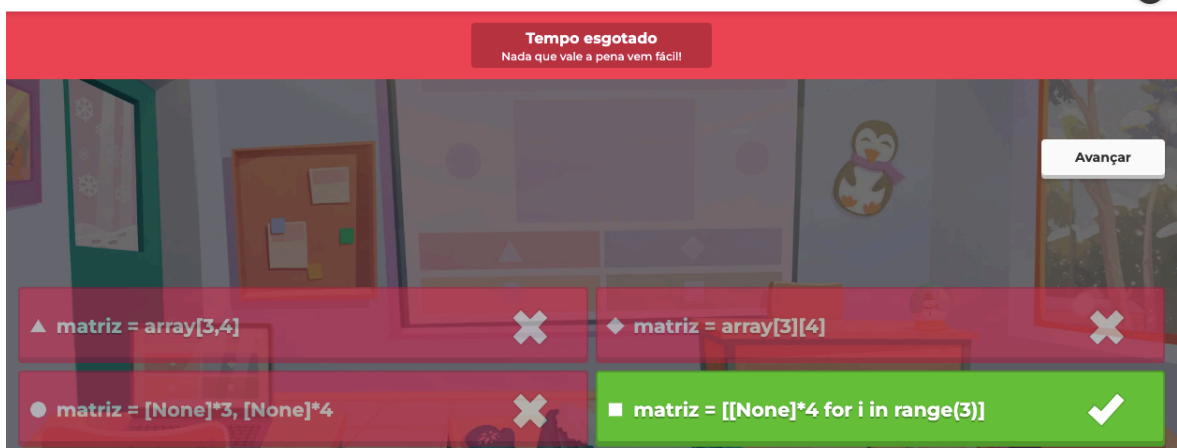 Tempo esgotado
Nada que vale a pena vem fácil!
Avançar
matriz = array[3,4]
matriz = array[3][4]
matriz = [None]*3, [None]*4
matriz = [[None]*4 for i in range(3)]